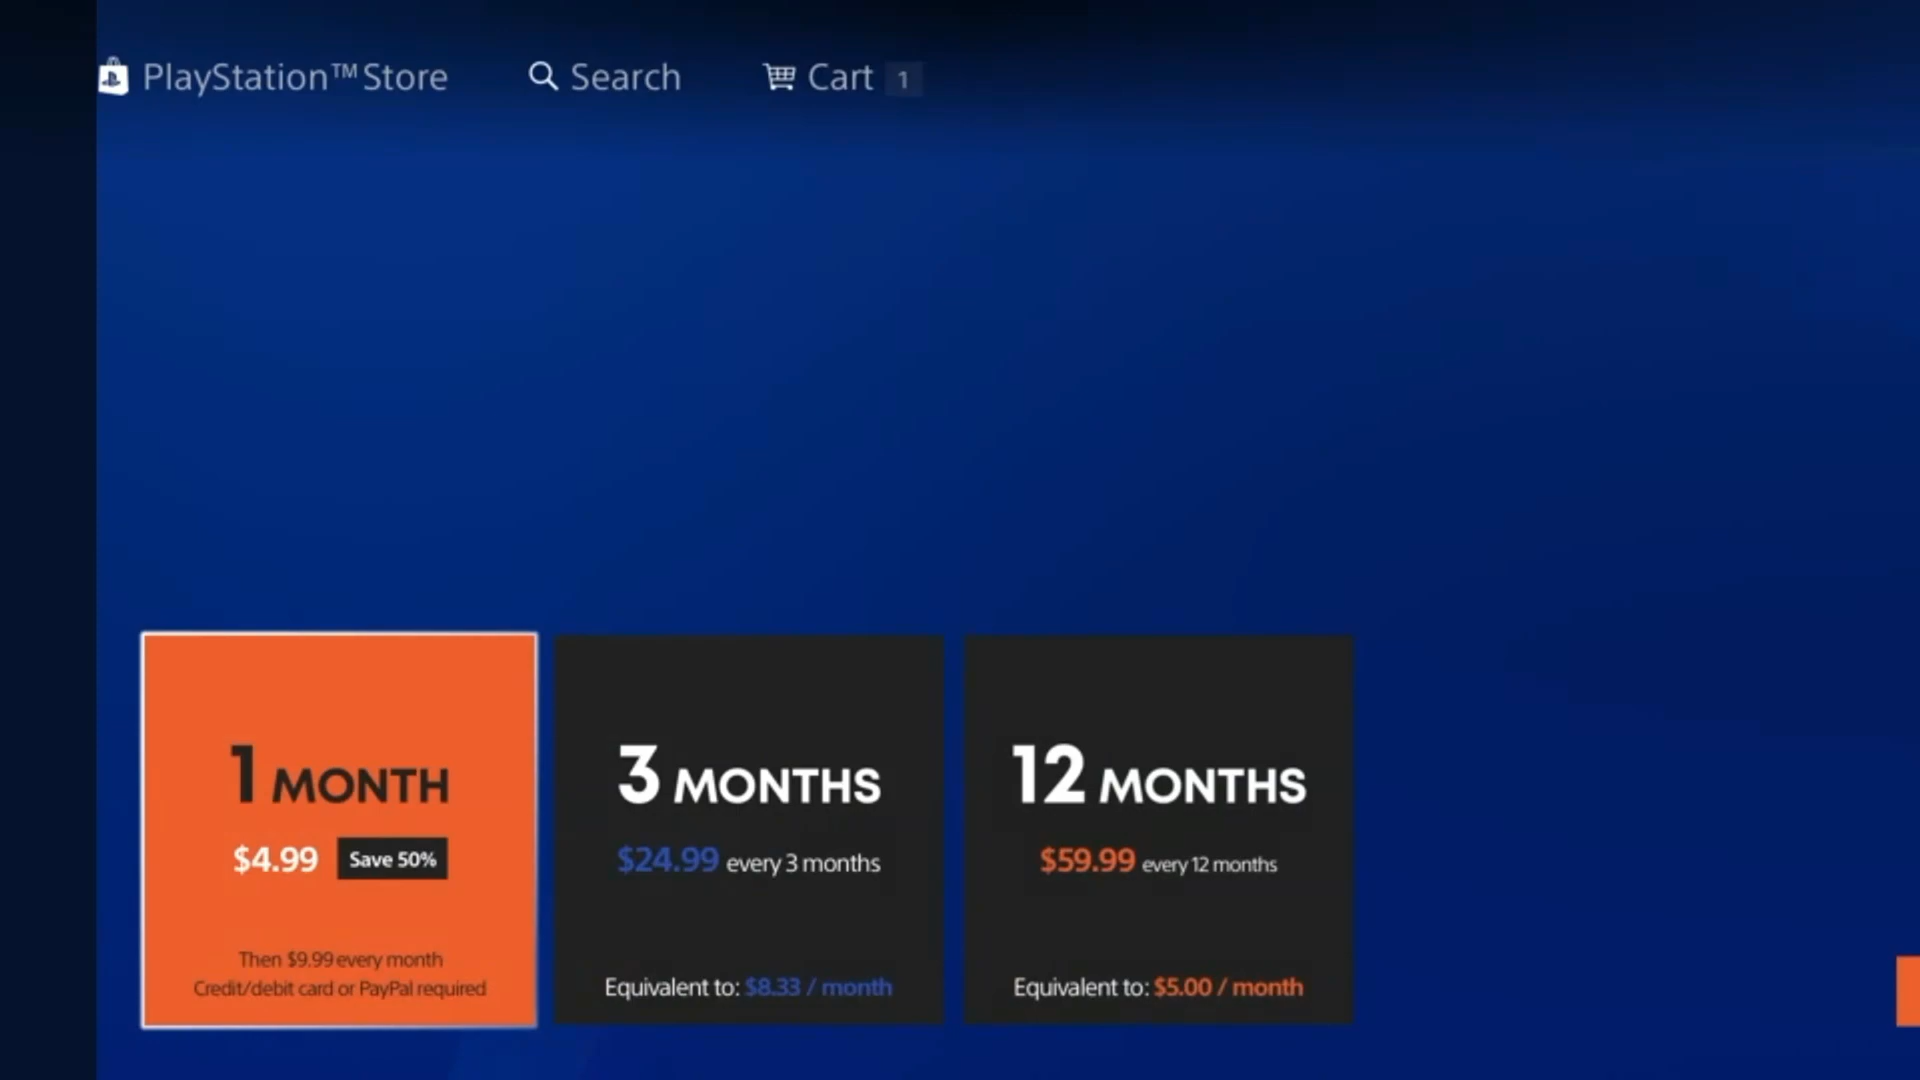 PlayStation™Store
Search
Cart 1
1 MONTH
$4.99 Save 50%
Then $9.99 every month
Credit/debit card or PayPal required
3 MONTHS
$24.99 every 3 months
Equivalent to: $8.33 / month
12 MONTHS
$59.99 every 12 months
Equivalent to: $5.00 / month